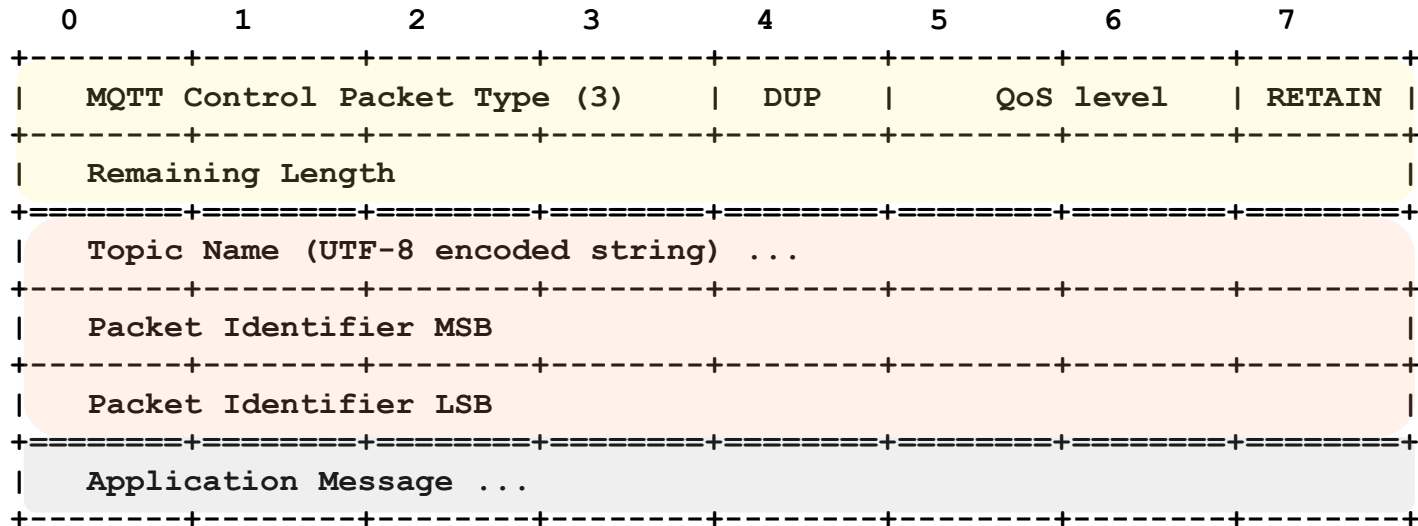 0 1 2 3 4 5 6 7
+--------+--------+--------+--------+--------+--------+--------+--------+
| MQTT Control Packet Type (3) | DUP | QoS level | RETAIN |
+--------+--------+--------+--------+--------+--------+--------+--------+
| Remaining Length |
+========+========+========+========+========+========+========+========+
| Topic Name (UTF-8 encoded string) ...
+--------+--------+--------+--------+--------+--------+--------+--------+
| Packet Identifier MSB |
+--------+--------+--------+--------+--------+--------+--------+--------+
| Packet Identifier LSB |
+========+========+========+========+========+========+========+========+
| Application Message ...
+--------+--------+--------+--------+--------+--------+--------+--------+